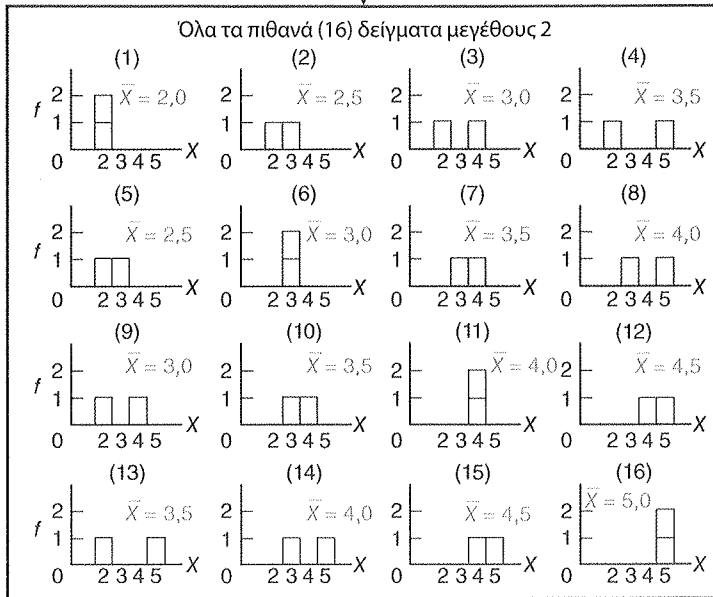 Όλα τα πιθανά (16) δείγματα μεγέθους 2
(1) (2) (3) (4)
f 2 1 0 X̄ = 2,0 2 3 4 5 X
2 1 0 X̄ = 2,5 2 3 4 5 X
2 1 0 X̄ = 3,0 2 3 4 5 X
2 1 0 X̄ = 3,5 2 3 4 5 X
(5) (6) (7) (8)
f 2 1 0 X̄ = 2,5 2 3 4 5 X
2 1 0 X̄ = 3,0 2 3 4 5 X
2 1 0 X̄ = 3,5 2 3 4 5 X
2 1 0 X̄ = 4,0 2 3 4 5 X
(9) (10) (11) (12)
f 2 1 0 X̄ = 3,0 2 3 4 5 X
2 1 0 X̄ = 3,5 2 3 4 5 X
2 1 0 X̄ = 4,0 2 3 4 5 X
2 1 0 X̄ = 4,5 2 3 4 5 X
(13) (14) (15) (16)
f 2 1 0 X̄ = 3,5 2 3 4 5 X
2 1 0 X̄ = 4,0 2 3 4 5 X
2 1 0 X̄ = 4,5 2 3 4 5 X
2 1 0 X̄ = 5,0 2 3 4 5 X